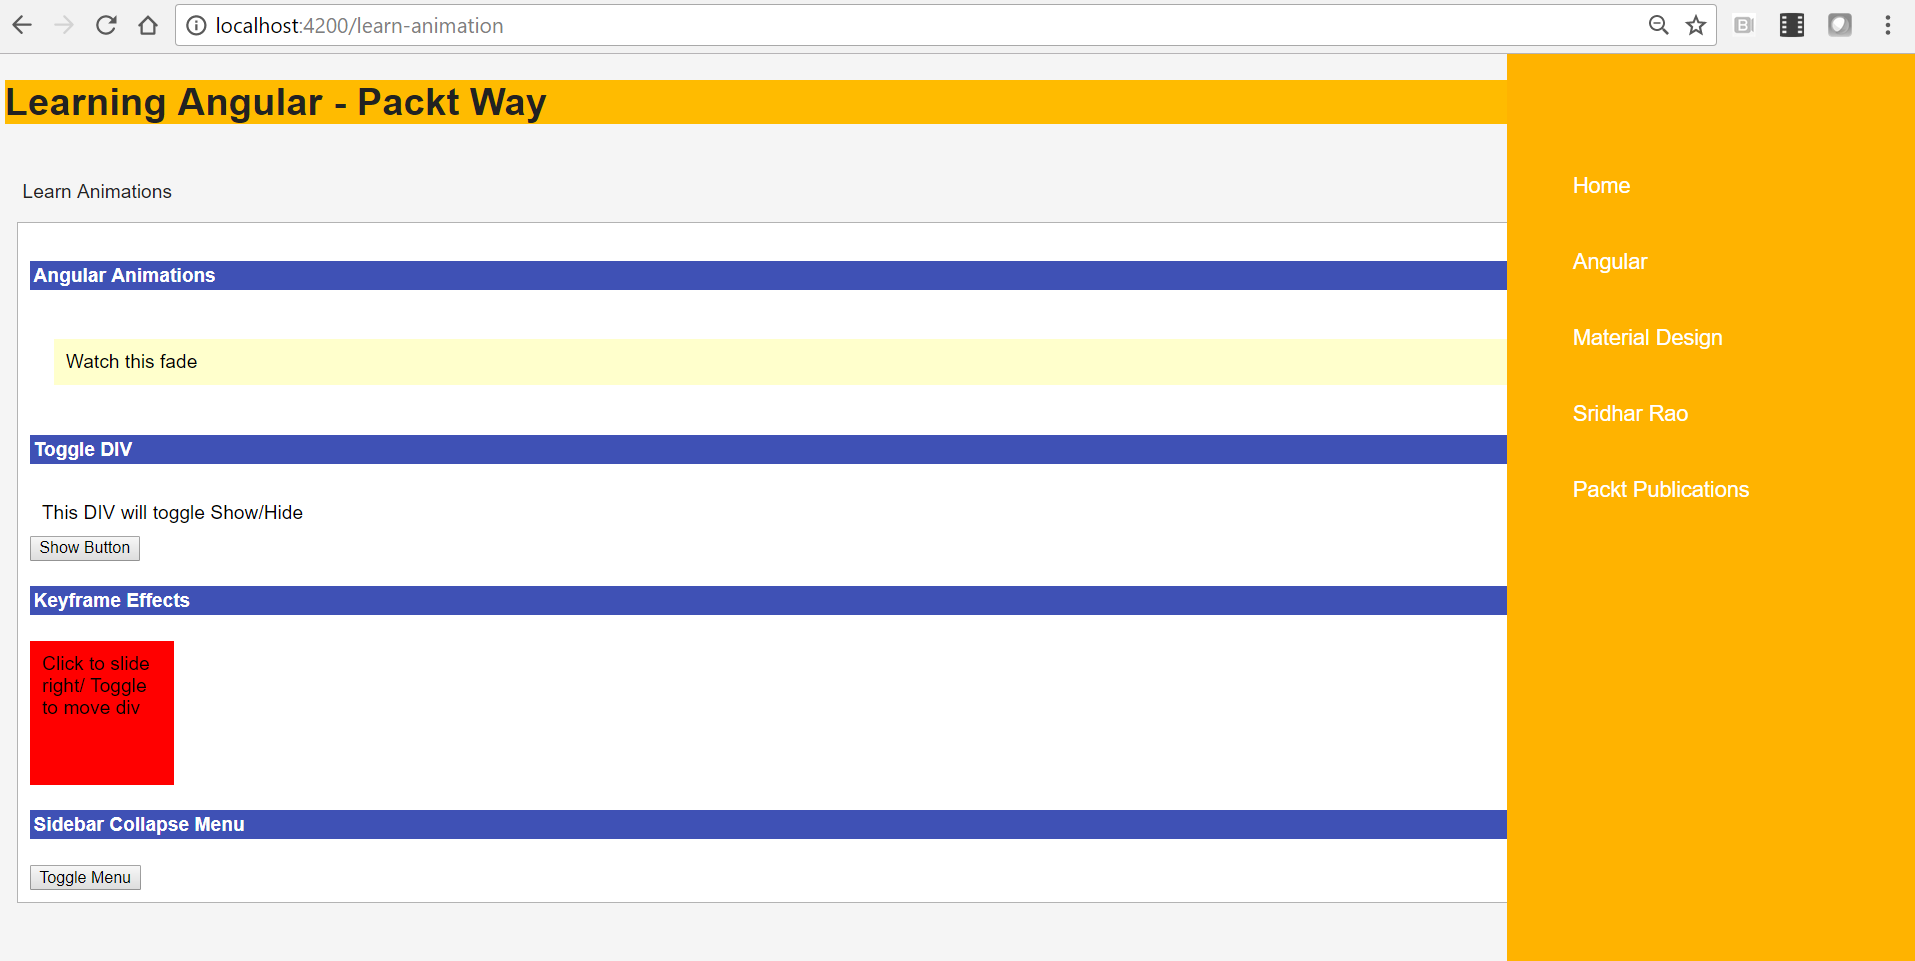 localhost:4200/learn-animation
Learning Angular - Packt Way
Learn Animations
Angular Animations
Watch this fade
Toggle DIV
This DIV will toggle Show/Hide
Show Button
Keyframe Effects
Click to slide
right/ Toggle
to move div
Sidebar Collapse Menu
Toggle Menu
Home
Angular
Material Design
Sridhar Rao
Packt Publications